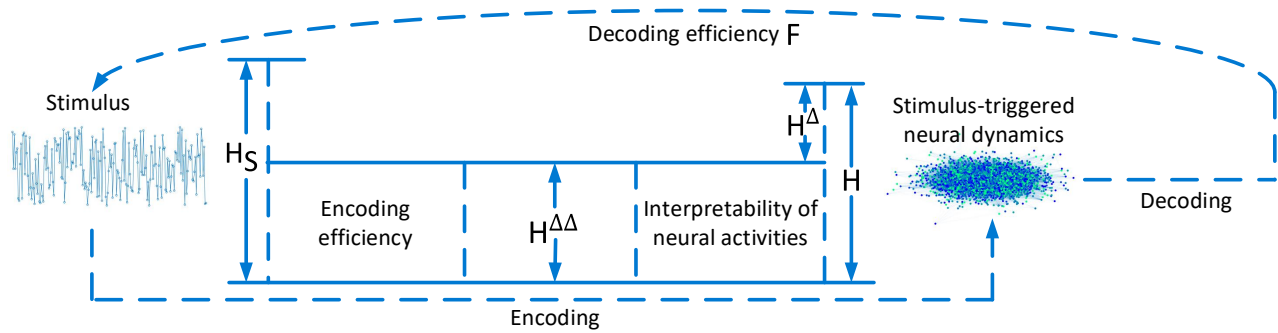 Decoding efficiency F
Stimulus
Stimulus-triggered
neural dynamics
H_S
H^Δ
H
Encoding
efficiency
H^ΔΔ
Interpretability of
neural activities
Decoding
Encoding